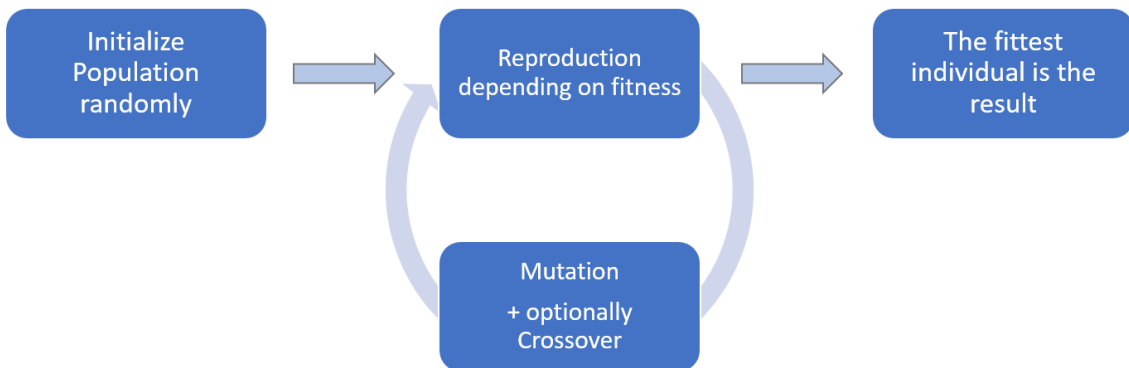 Initialize
Population
randomly
Reproduction
depending on fitness
The fittest
individual is the
result
Mutation
+ optionally
Crossover